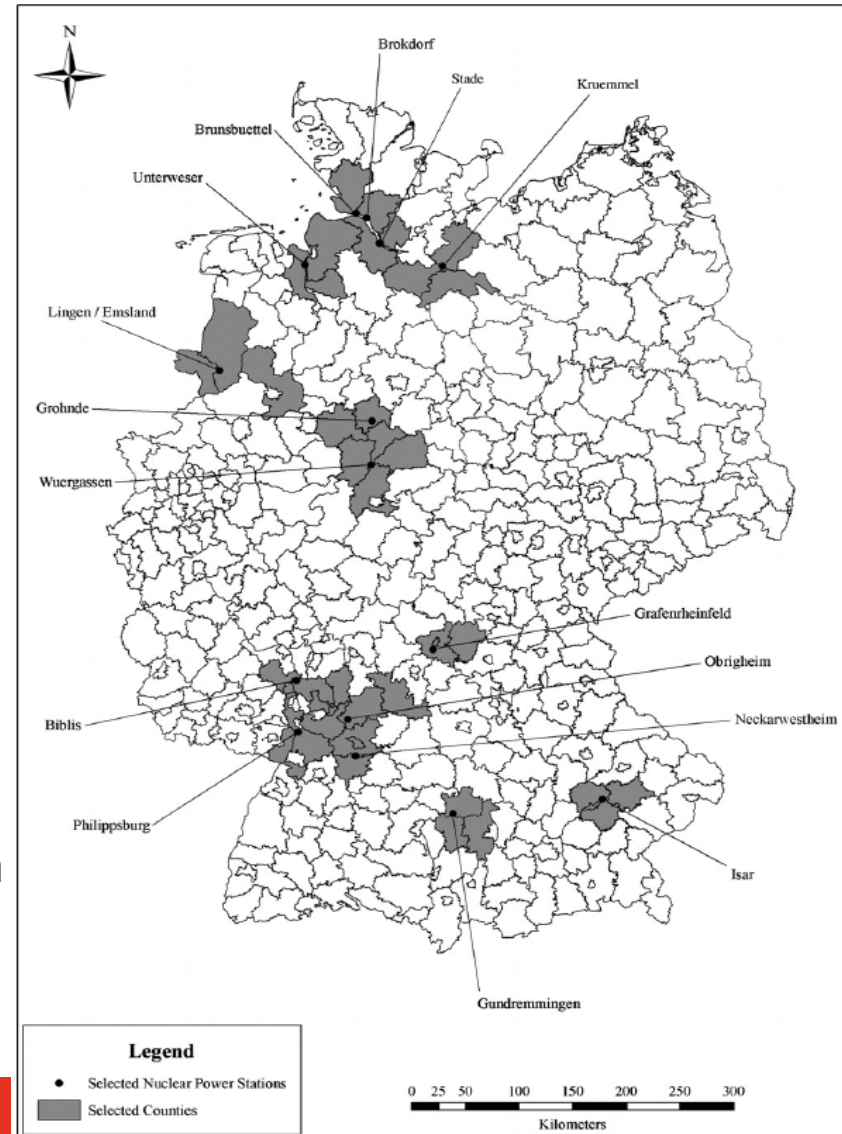 N
Brokdorf
Stade
Kruemmel
Brunsbuettel
Unterweser
Lingen / Emsland
Grohnde
Wuergassen
Grafenrheinfeld
Obrigheim
Biblis
Neckarwestheim
Philippsburg
Isar
Gundremmingen
Legend
Selected Nuclear Power Stations
Selected Counties
0 25 50 100 150 200 250 300
Kilometers